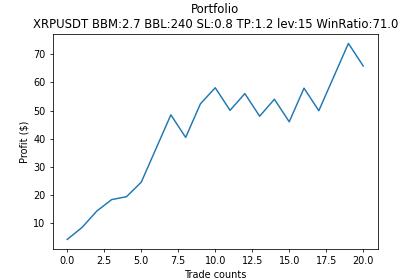 Portfolio
XRPUSDT BBM:2.7 BBL:240 SL:0.8 TP:1.2 lev:15 WinRatio:71.0
70
60
50
40
30
20
10
Profit ($)
0.0 2.5 5.0 7.5 10.0 12.5 15.0 17.5 20.0
Trade counts